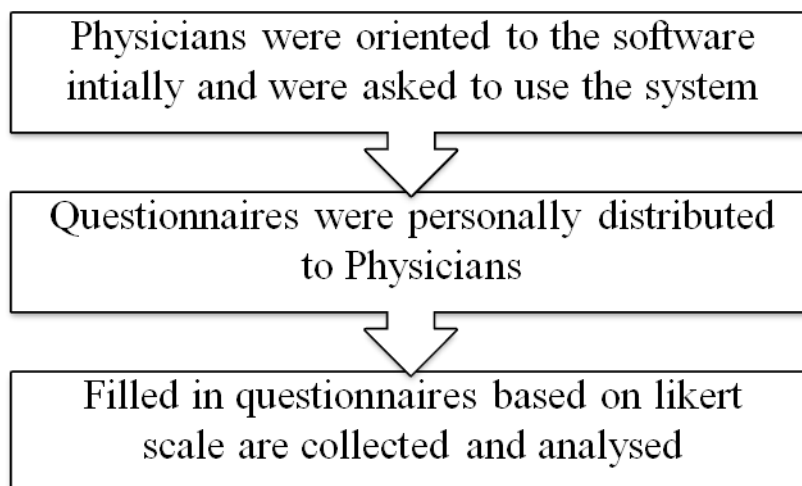 Physicians were oriented to the software
intially and were asked to use the system
Questionnaires were personally distributed
to Physicians
Filled in questionnaires based on likert
scale are collected and analysed